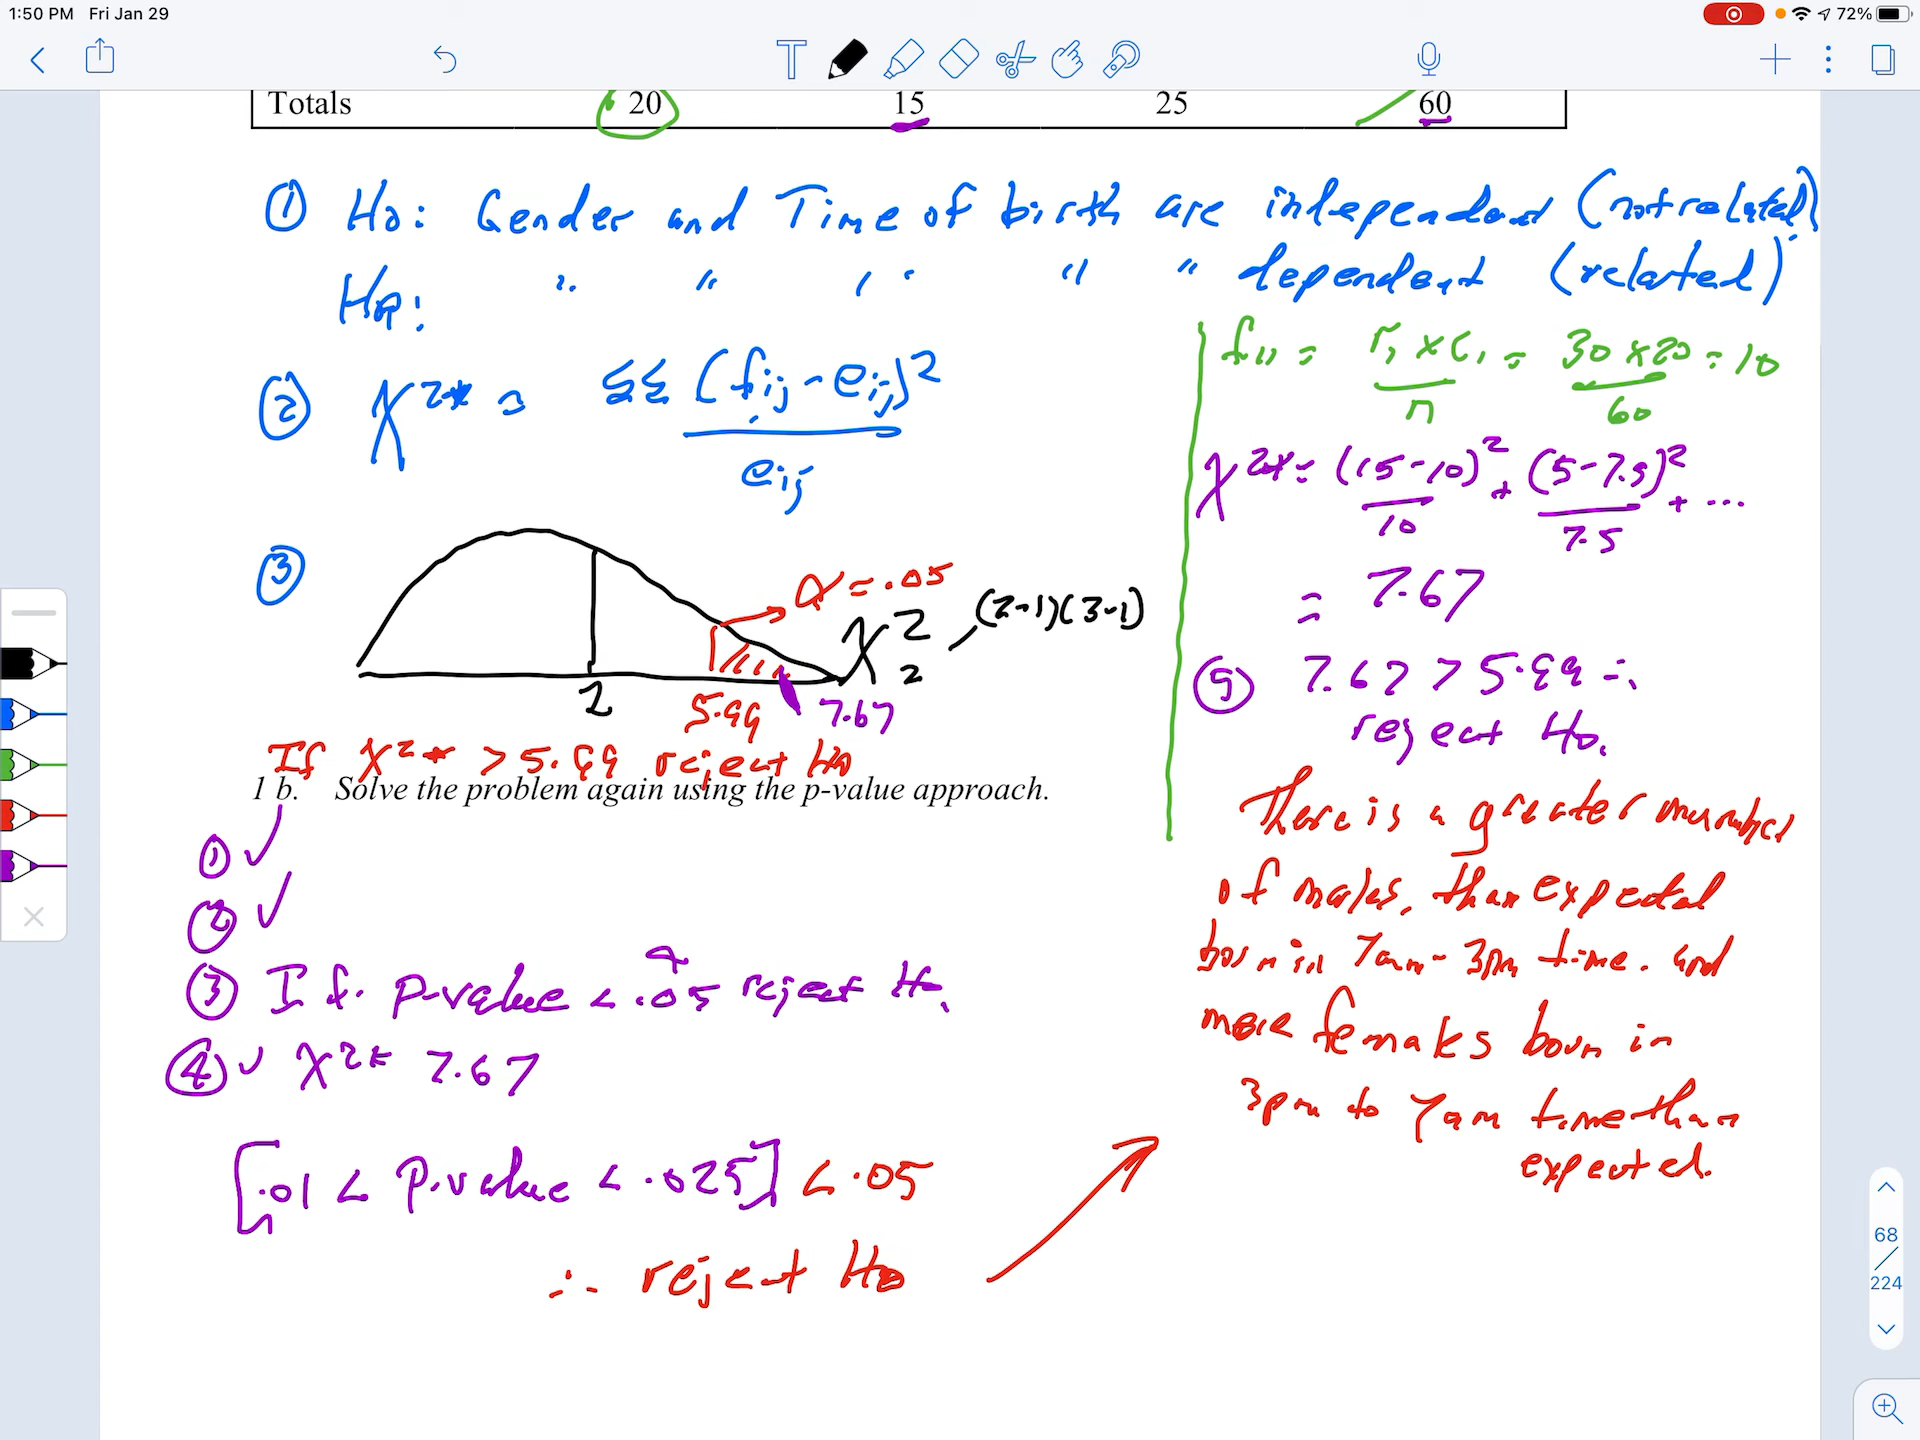 1:50 PM Fri Jan 29
72%
Totals 20 15 25 60
① Ho: Gender and Time of birth are independent (not related)
Ha: " " " " " dependent (related)
② X²* = ΣΣ (fij - eij)²
eij
③
α = .05
X² 2 , (2-1)(3-1)
2 5.99 7.67
If X²* > 5.99 reject Ho
1 b. Solve the problem again using the p-value approach.
① ✓
② ✓
③ If p-value < .05 reject Ho.
α
④ ✓ X²* 7.67
[.01 < p.value < .025] < .05
∴ reject Ho
f11 = r1 x c1 = 30 x 20 = 10
n 60
X²* = (15-10)² + (5-7.5)² + ...
10 7.5
= 7.67
⑤ 7.67 > 5.99 ∴
reject Ho.
There is a greater number
of males, than expected
born in 7am - 3pm time. and
more females born in
3pm to 7am time than
expected.
68
224